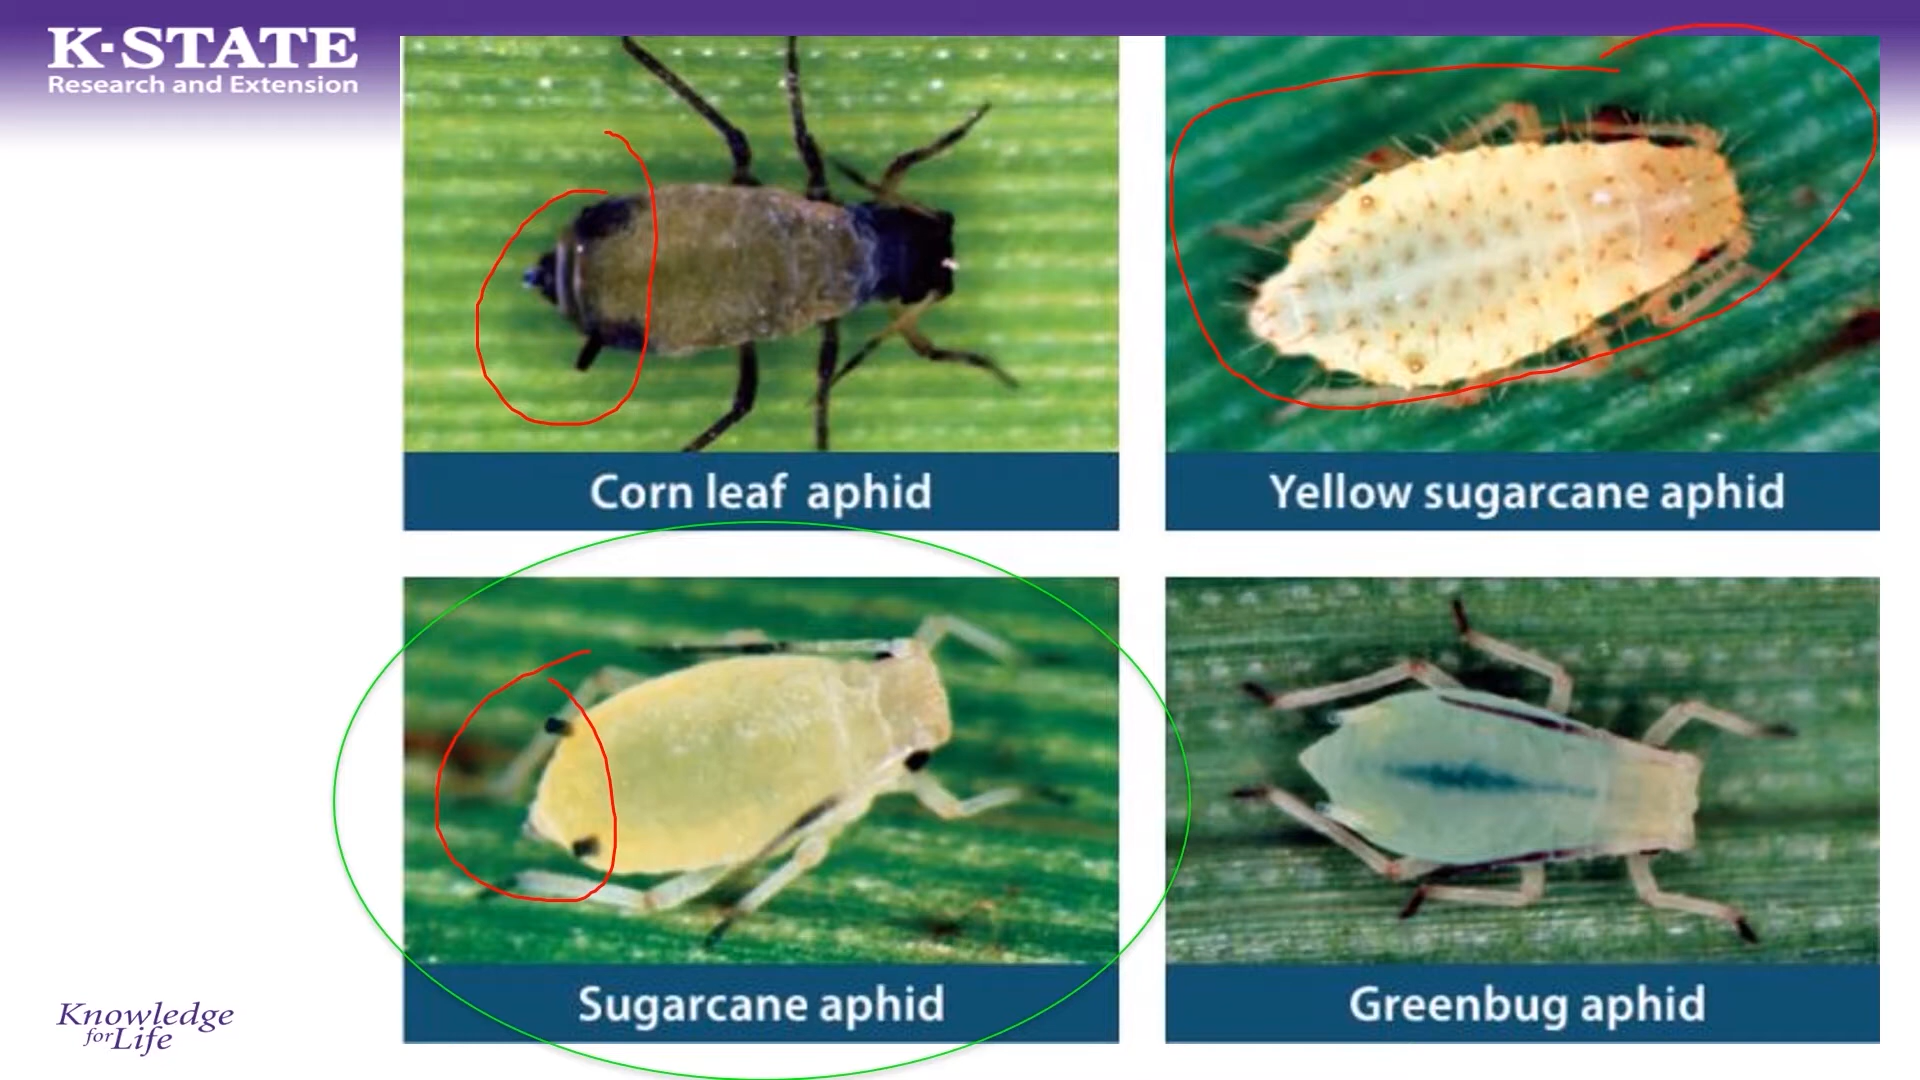 K-STATE
Research and Extension
Corn leaf aphid
Yellow sugarcane aphid
Sugarcane aphid
Greenbug aphid
Knowledge
for Life